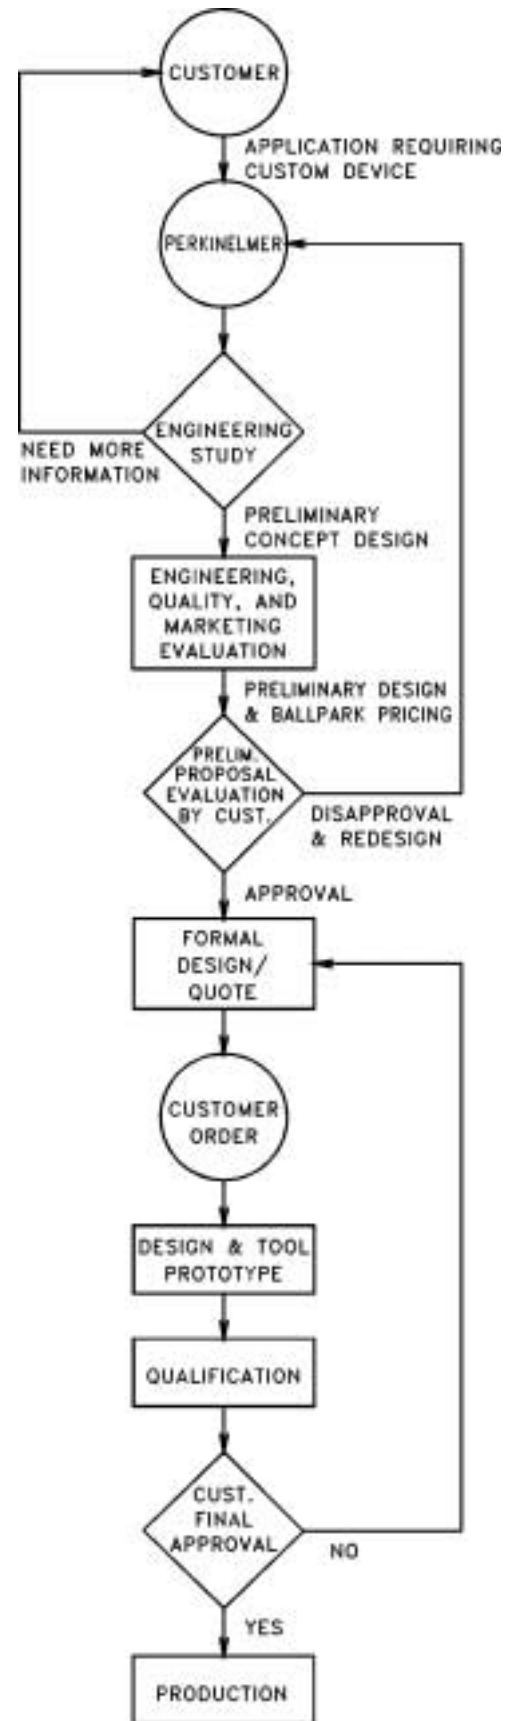 CUSTOMER
APPLICATION REQUIRING
CUSTOM DEVICE
PERKINELMER
ENGINEERING
STUDY
NEED MORE
INFORMATION
PRELIMINARY
CONCEPT DESIGN
ENGINEERING,
QUALITY, AND
MARKETING
EVALUATION
PRELIMINARY DESIGN
& BALLPARK PRICING
PRELIM.
PROPOSAL
EVALUATION
BY CUST.
DISAPPROVAL
& REDESIGN
APPROVAL
FORMAL
DESIGN/
QUOTE
CUSTOMER
ORDER
DESIGN & TOOL
PROTOTYPE
QUALIFICATION
CUST.
FINAL
APPROVAL
NO
YES
PRODUCTION